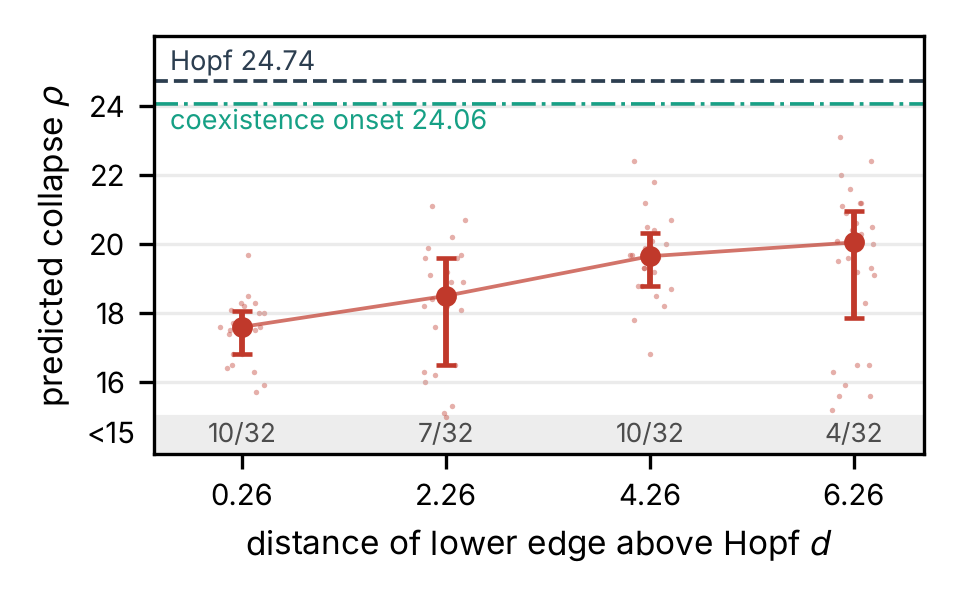 Hopf 24.74
coexistence onset 24.06
predicted collapse ρ
24
22
20
18
16
<15
10/32 7/32 10/32 4/32
0.26 2.26 4.26 6.26
distance of lower edge above Hopf d